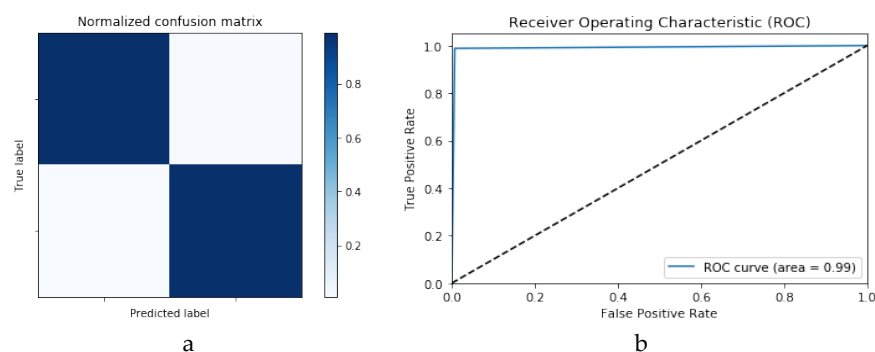 Normalized confusion matrix
True label
Predicted label
0.8
0.6
0.4
0.2
a
Receiver Operating Characteristic (ROC)
True Positive Rate
1.0
0.8
0.6
0.4
0.2
0.0
ROC curve (area = 0.99)
0.0 0.2 0.4 0.6 0.8 1.0
False Positive Rate
b